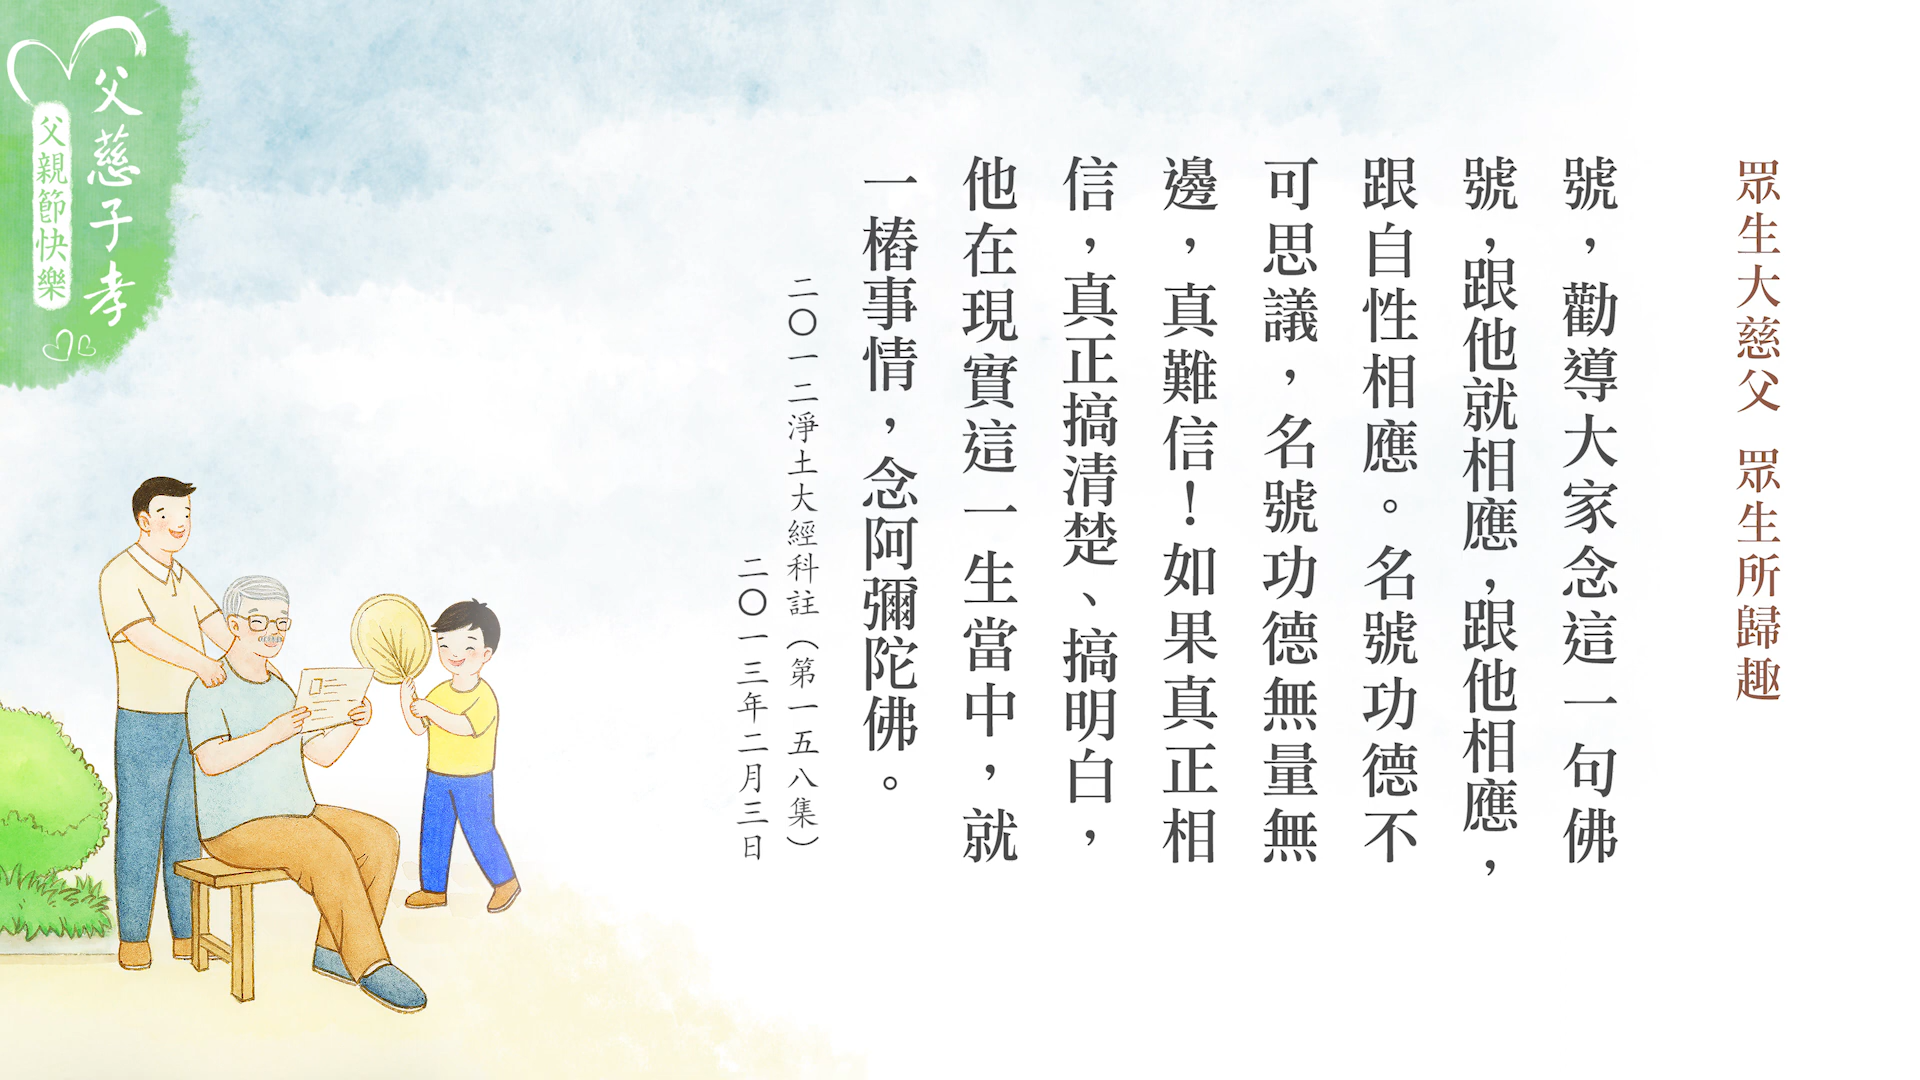 眾生大慈父 眾生所歸趣
號，勸導大家念這一句佛
號，跟他就相應，跟他相應，
跟自性相應。名號功德不
可思議，名號功德無量無
邊，真難信！如果真正相
信，真正搞清楚、搞明白，
他在現實這一生當中，就
一樁事情，念阿彌陀佛。
二〇一二淨土大經科註（第一五八集）
二〇一三年二月三日
父慈子孝
父親節快樂